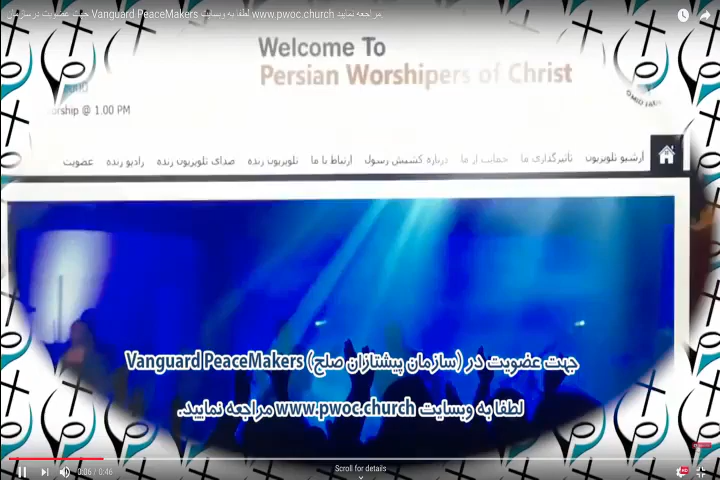 جهت عضویت در سازمان Vanguard PeaceMakers لطفا به وبسایت www.pwoc.church مراجعه نمایید
Welcome To
Persian Worshipers of Christ
orship @ 1.00 PM
آرشیو تلویزیون تأثیرگذاری ما حمایت از ما درباره کشیش رسول ارتباط با ما تلویزیون زنده صدای تلویزیون زنده رادیو زنده عضویت
جهت عضویت در (سازمان پیشتازان صلح) Vanguard PeaceMakers
لطفا به وبسایت www.pwoc.church مراجعه نمایید.
0:06 / 0:46
Scroll for details
HD